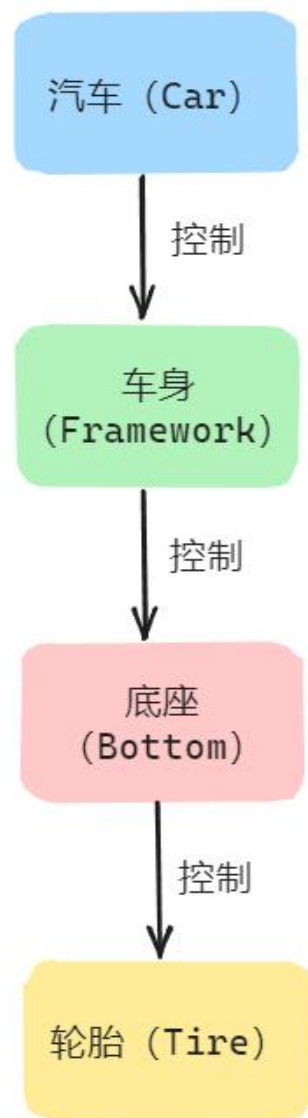 汽车（Car）
控制
车身
（Framework）
控制
底座
（Bottom）
控制
轮胎（Tire）